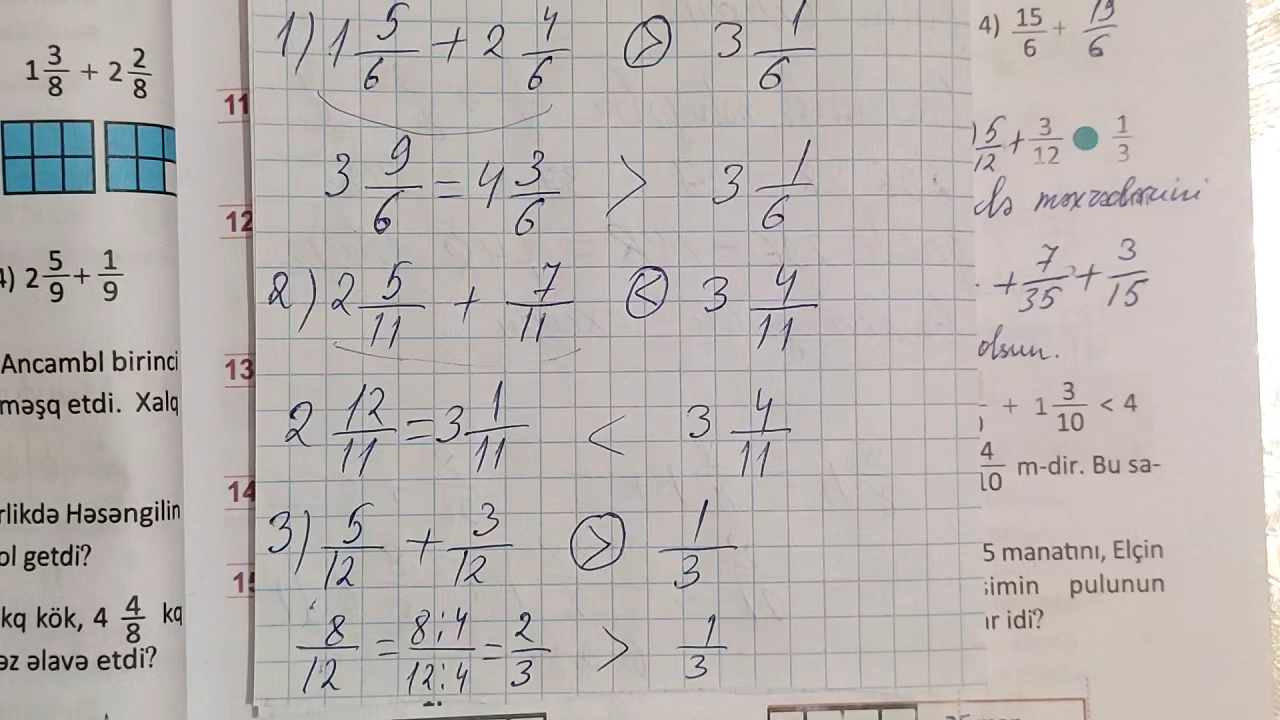 1 3/8 + 2 2/8
4) 2 5/9 + 1/9
Ancambl birinci
məşq etdi. Xalq
rlikdə Həsəngilin
ol getdi?
kq kök, 4 4/8 kq
əz əlavə etdi?
11
12
13
14
1) 1 5/6 + 2 4/6 > 3 1/6
3 9/6 = 4 3/6 > 3 1/6
2) 2 5/11 + 7/11 < 3 4/11
2 12/11 = 3 1/11 < 3 4/11
3) 5/12 + 3/12 > 1/3
8/12 = 8:4/12:4 = 2/3 > 1/3
4) 15/6 + 13/6
5/12 + 3/12 1/3
+ 7/35 + 3/15
olsun.
+ 1 3/10 < 4
4/10 m-dir. Bu sa-
5 manatını, Elçin
simin pulunun
ır idi?